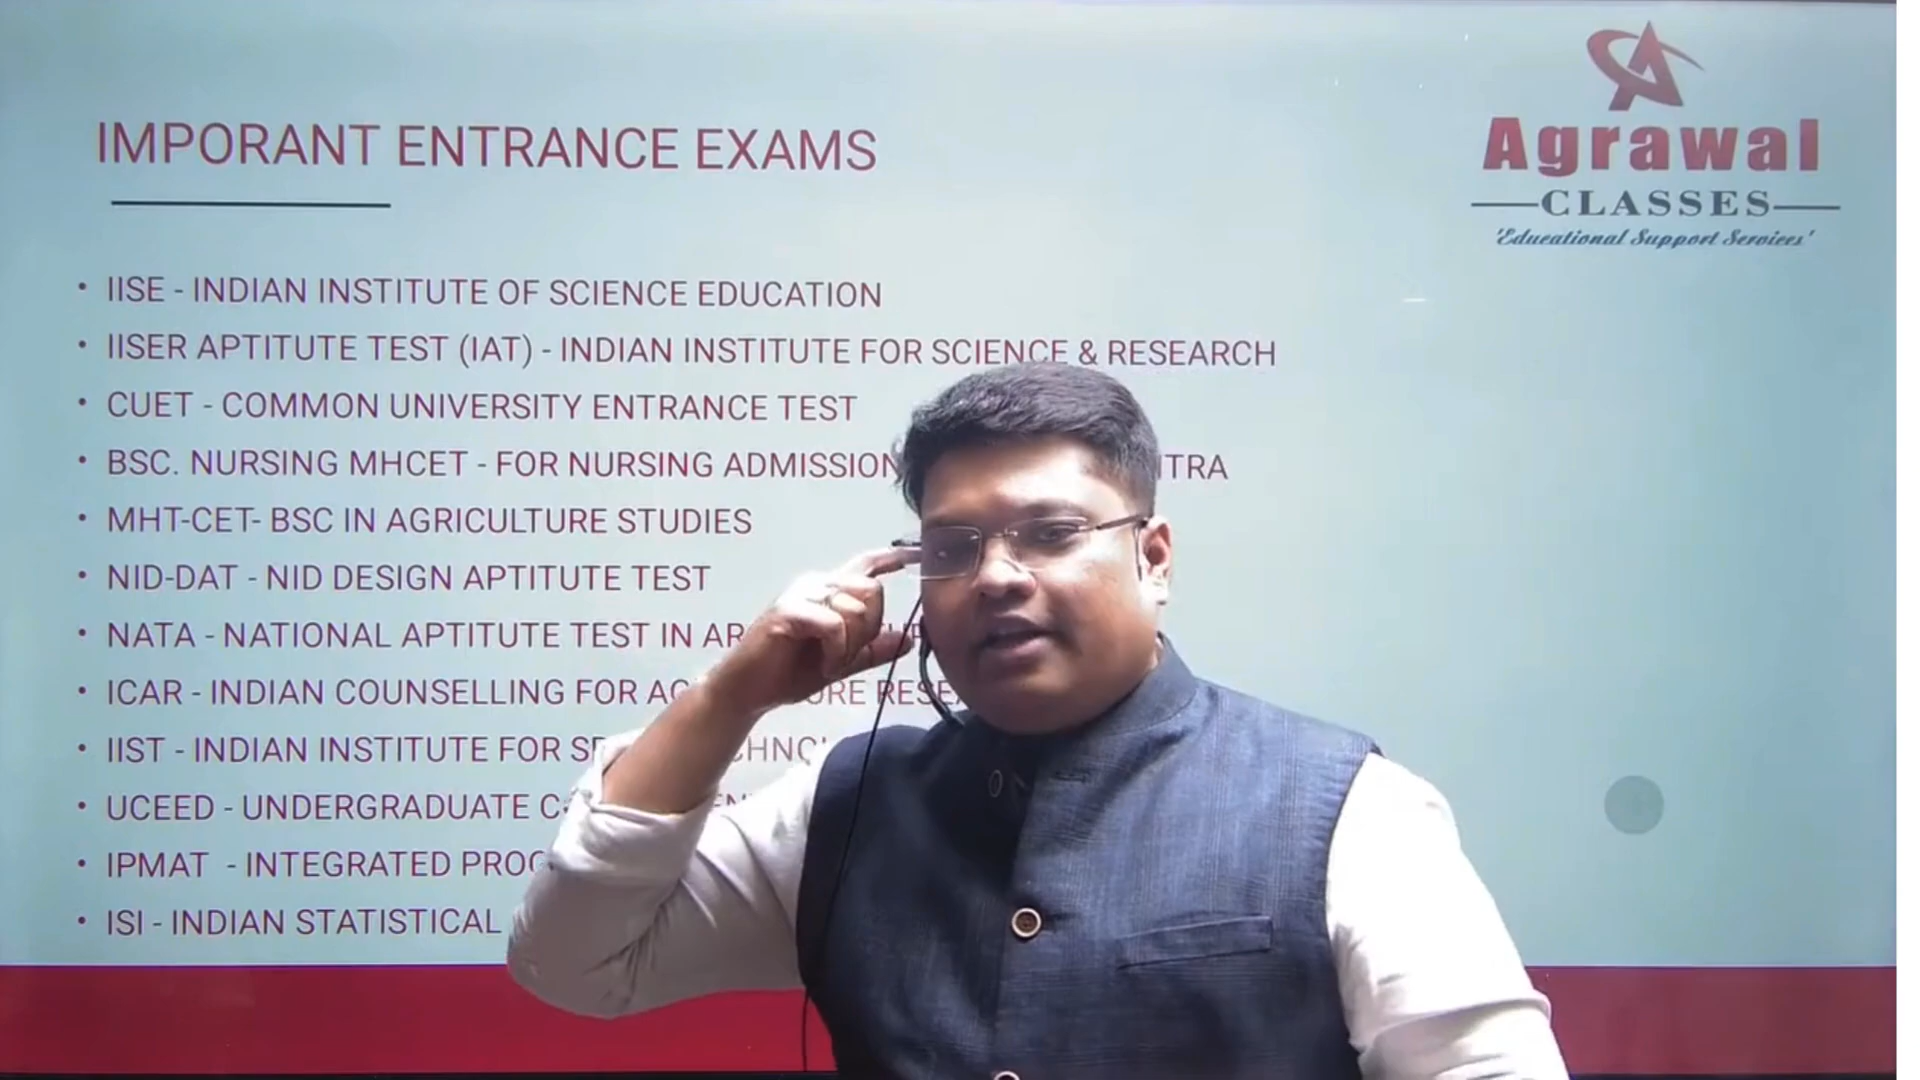 IMPORANT ENTRANCE EXAMS
Agrawal
CLASSES
'Educational Support Services'
• IISE - INDIAN INSTITUTE OF SCIENCE EDUCATION
• IISER APTITUTE TEST (IAT) - INDIAN INSTITUTE FOR SCIENCE & RESEARCH
• CUET - COMMON UNIVERSITY ENTRANCE TEST
• BSC. NURSING MHCET - FOR NURSING ADMISSION
• MHT-CET- BSC IN AGRICULTURE STUDIES
• NID-DAT - NID DESIGN APTITUTE TEST
• NATA - NATIONAL APTITUTE TEST IN
• ICAR - INDIAN COUNSELLING FOR
• IIST - INDIAN INSTITUTE FOR
• UCEED - UNDERGRADUATE
• IPMAT - INTEGRATED
• ISI - INDIAN STATISTICAL